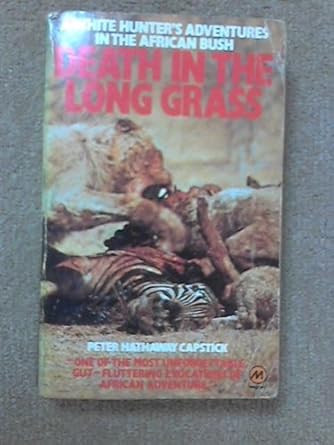 WHITE HUNTER'S ADVENTURES
IN THE AFRICAN BUSH
DEATH IN THE
LONG GRASS
PETER HATHAWAY CAPSTICK
ONE OF THE MOST UNFORGETTABLE
GUT-FLUTTERING EVOCATIONS OF
AFRICAN ADVENTURE
M